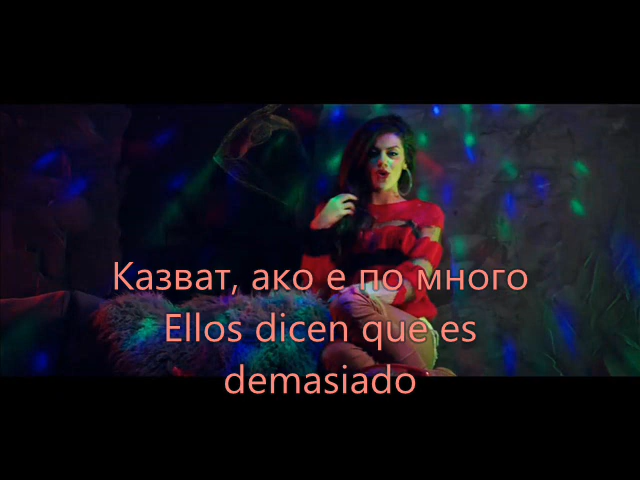 Казват, ако е по много
Ellos dicen que es
demasiado